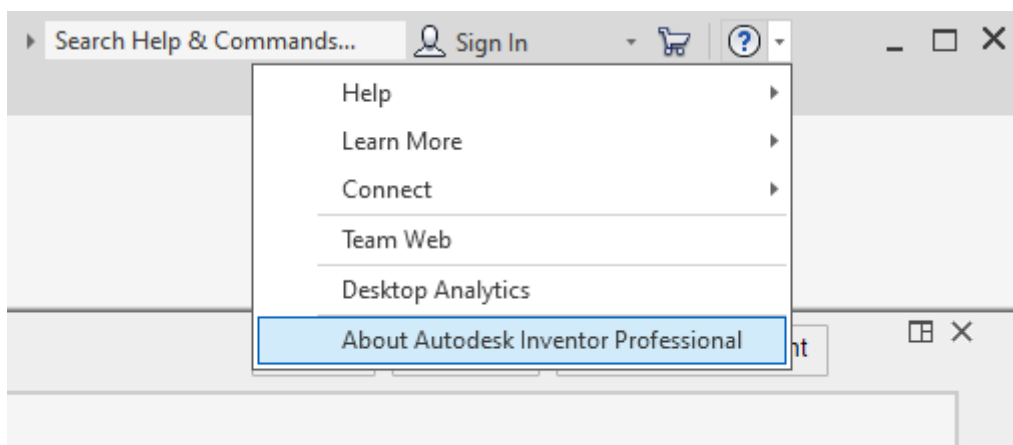 Search Help & Commands... Sign In
Help
Learn More
Connect
Team Web
Desktop Analytics
About Autodesk Inventor Professional